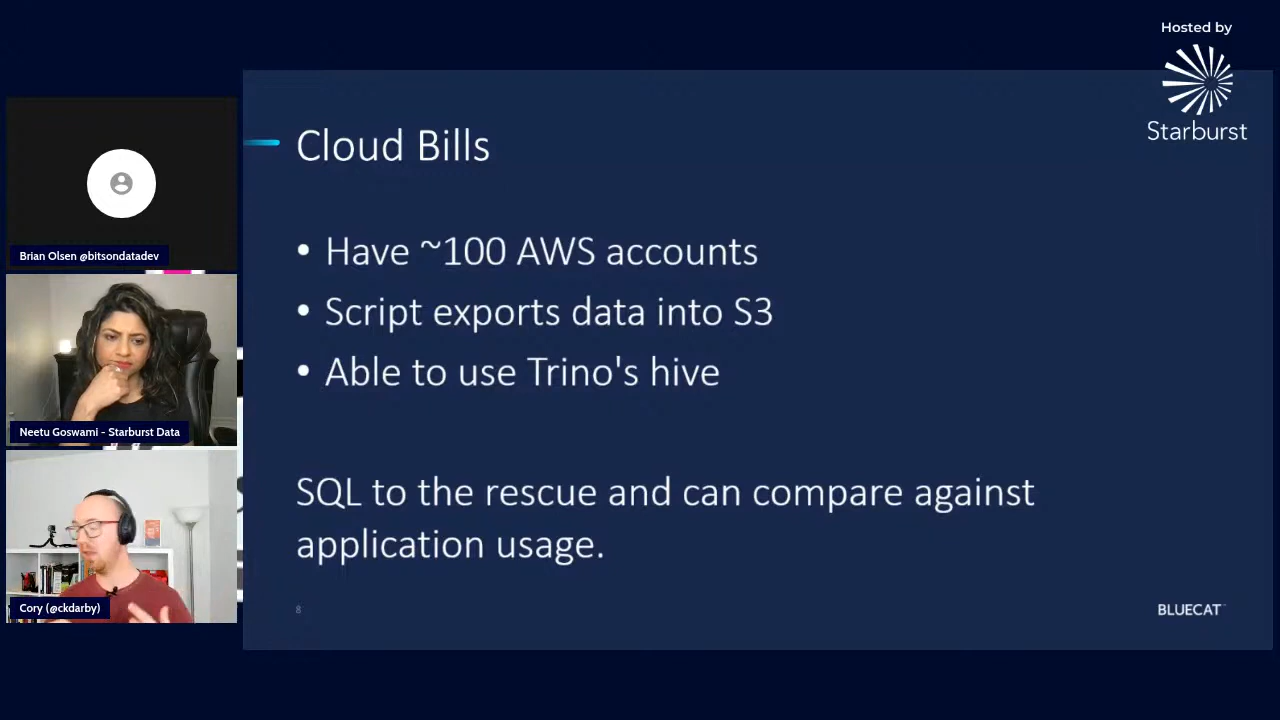 Hosted by
Starburst
Cloud Bills
• Have ~100 AWS accounts
• Script exports data into S3
• Able to use Trino's hive
SQL to the rescue and can compare against
application usage.
8
BLUECAT
Brian Olsen @bitsondatadev
Neetu Goswami - Starburst Data
Cory (@ckdarby)